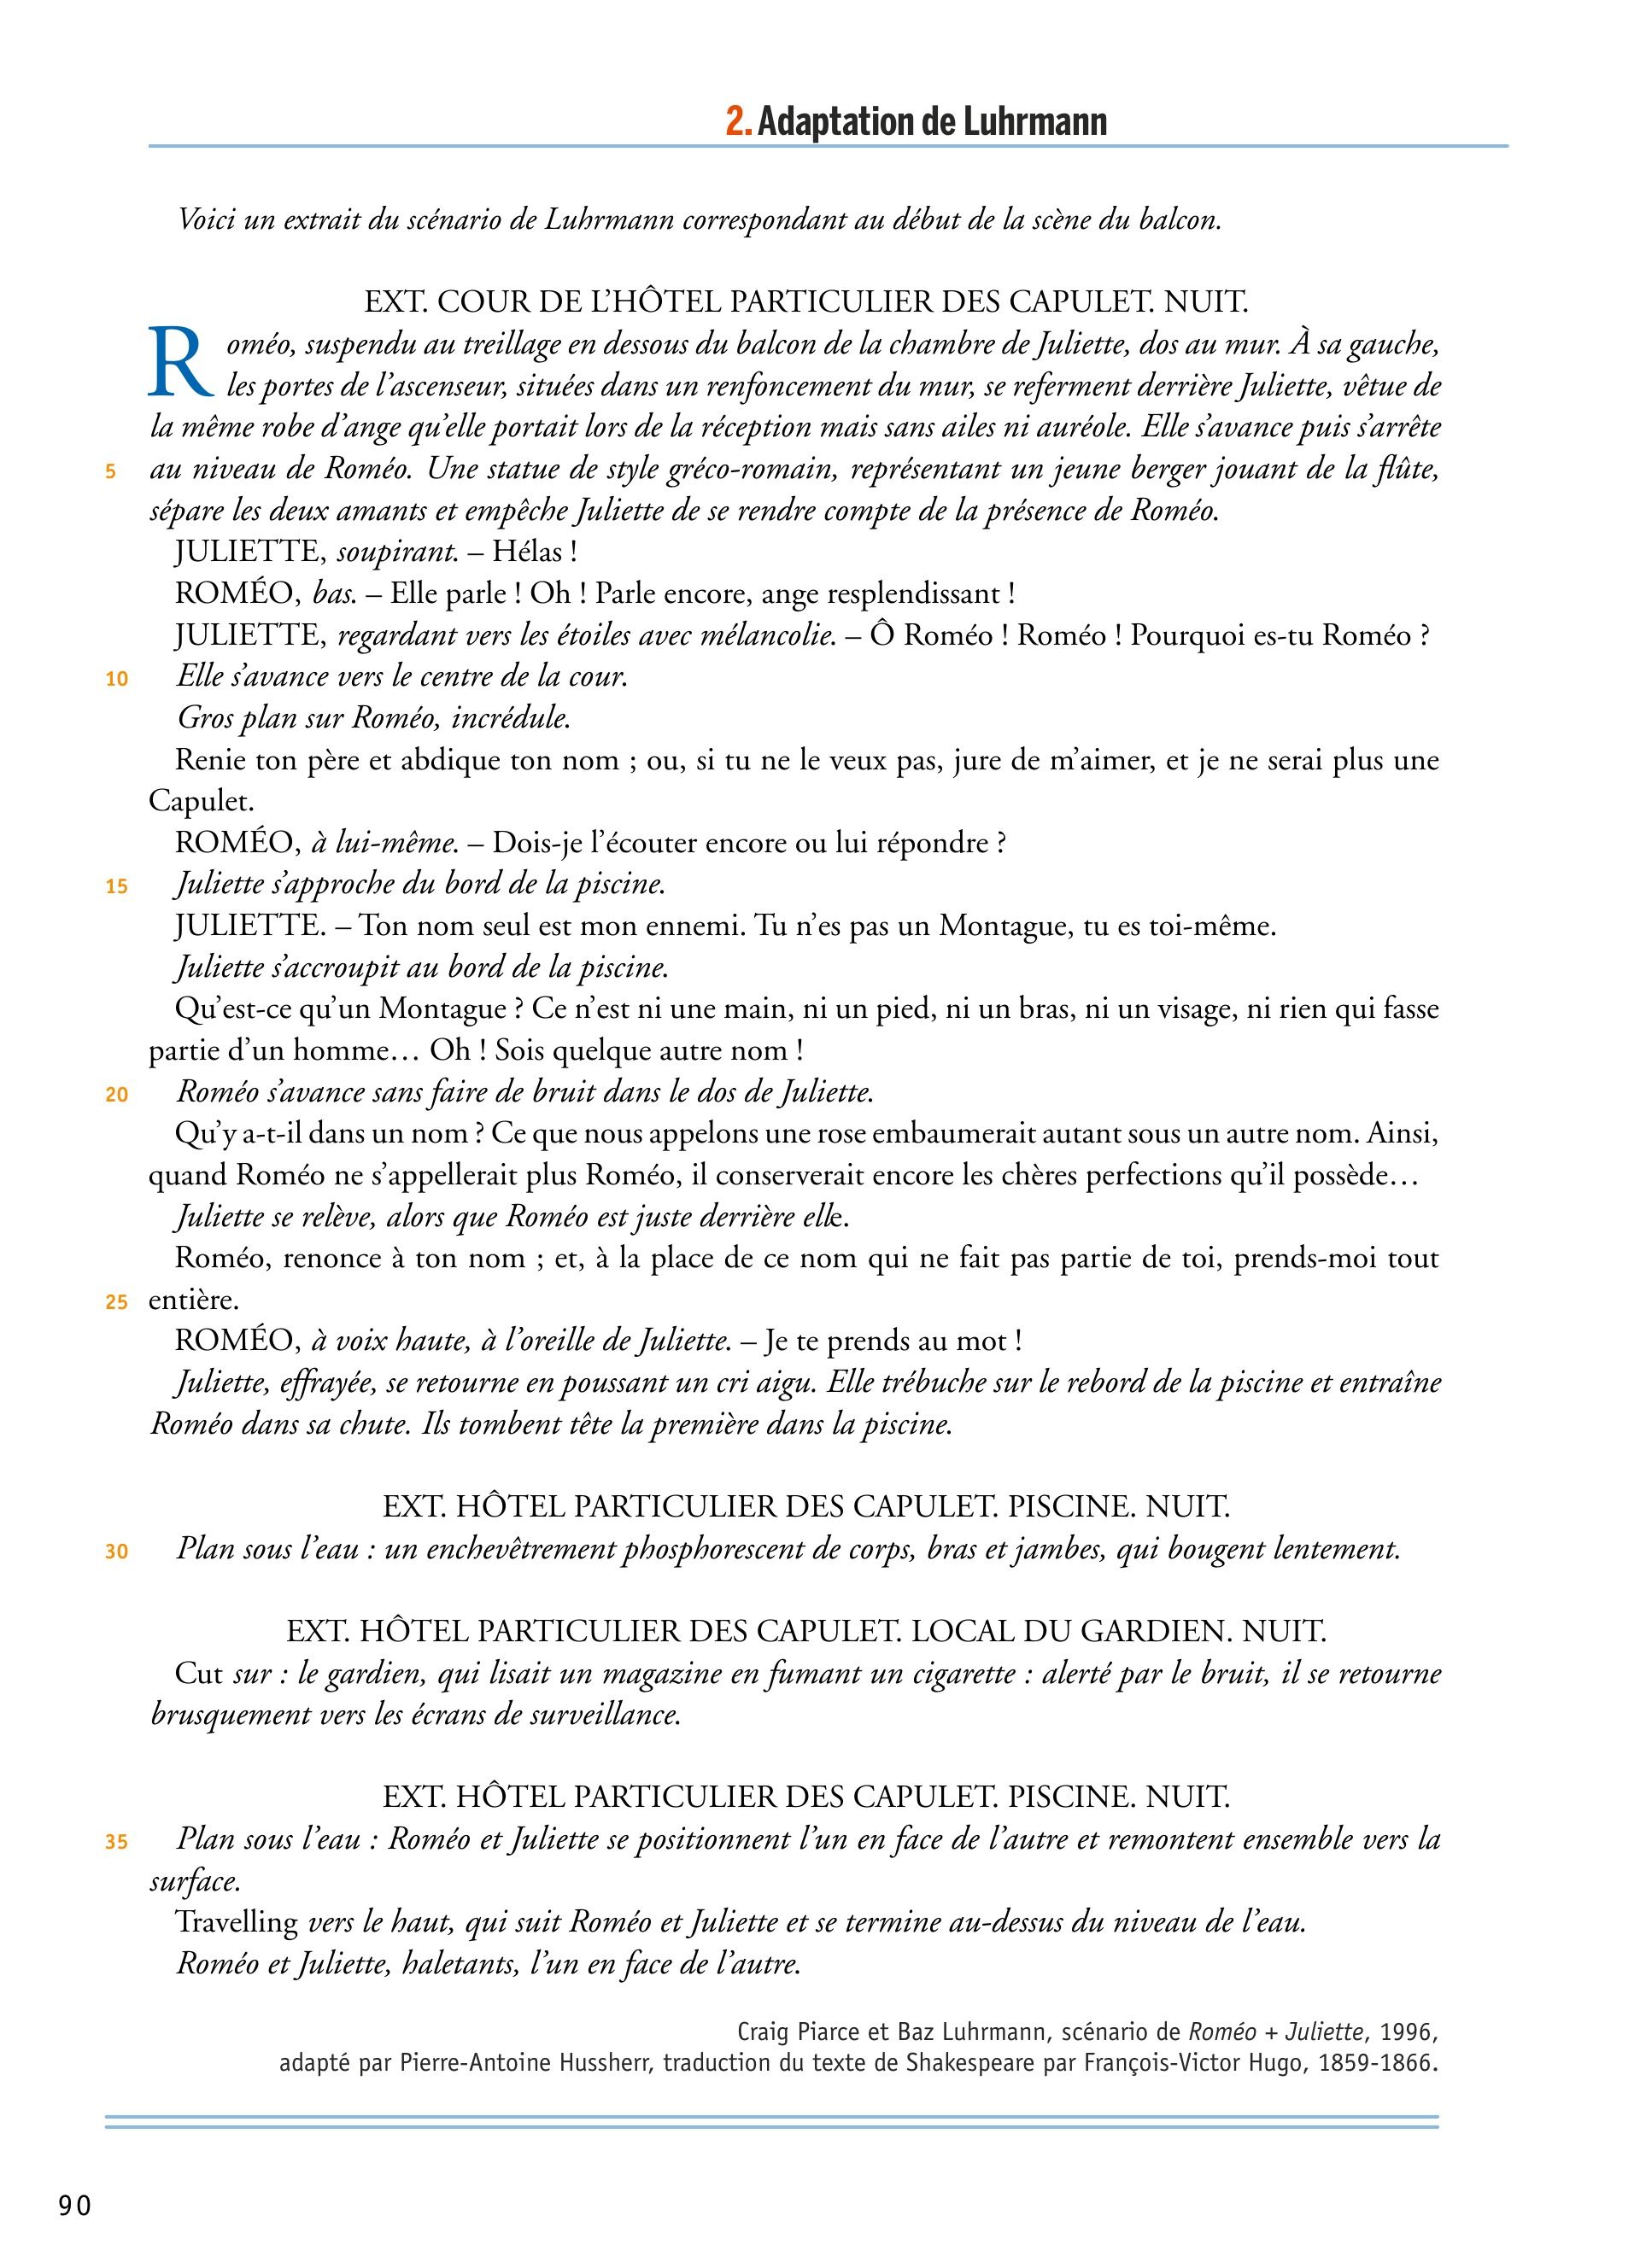 2. Adaptation de Luhrmann
Voici un extrait du scénario de Luhrmann correspondant au début de la scène du balcon.
EXT. COUR DE L'HÔTEL PARTICULIER DES CAPULET. NUIT.
Roméo, suspendu au treillage en dessous du balcon de la chambre de Juliette, dos au mur. À sa gauche,
les portes de l'ascenseur, situées dans un renfoncement du mur, se referment derrière Juliette, vêtue de
la même robe d'ange qu'elle portait lors de la réception mais sans ailes ni auréole. Elle s'avance puis s'arrête
5 au niveau de Roméo. Une statue de style gréco-romain, représentant un jeune berger jouant de la flûte,
sépare les deux amants et empêche Juliette de se rendre compte de la présence de Roméo.
JULIETTE, soupirant. – Hélas !
ROMÉO, bas. – Elle parle ! Oh ! Parle encore, ange resplendissant !
JULIETTE, regardant vers les étoiles avec mélancolie. – Ô Roméo ! Roméo ! Pourquoi es-tu Roméo ?
10 Elle s'avance vers le centre de la cour.
Gros plan sur Roméo, incrédule.
Renie ton père et abdique ton nom ; ou, si tu ne le veux pas, jure de m'aimer, et je ne serai plus une
Capulet.
ROMÉO, à lui-même. – Dois-je l'écouter encore ou lui répondre ?
15 Juliette s'approche du bord de la piscine.
JULIETTE. – Ton nom seul est mon ennemi. Tu n'es pas un Montague, tu es toi-même.
Juliette s'accroupit au bord de la piscine.
Qu'est-ce qu'un Montague ? Ce n'est ni une main, ni un pied, ni un bras, ni un visage, ni rien qui fasse
partie d'un homme… Oh ! Sois quelque autre nom !
20 Roméo s'avance sans faire de bruit dans le dos de Juliette.
Qu'y a-t-il dans un nom ? Ce que nous appelons une rose embaumerait autant sous un autre nom. Ainsi,
quand Roméo ne s'appellerait plus Roméo, il conserverait encore les chères perfections qu'il possède…
Juliette se relève, alors que Roméo est juste derrière elle.
Roméo, renonce à ton nom ; et, à la place de ce nom qui ne fait pas partie de toi, prends-moi tout
25 entière.
ROMÉO, à voix haute, à l'oreille de Juliette. – Je te prends au mot !
Juliette, effrayée, se retourne en poussant un cri aigu. Elle trébuche sur le rebord de la piscine et entraîne
Roméo dans sa chute. Ils tombent tête la première dans la piscine.
EXT. HÔTEL PARTICULIER DES CAPULET. PISCINE. NUIT.
30 Plan sous l'eau : un enchevêtrement phosphorescent de corps, bras et jambes, qui bougent lentement.
EXT. HÔTEL PARTICULIER DES CAPULET. LOCAL DU GARDIEN. NUIT.
Cut sur : le gardien, qui lisait un magazine en fumant un cigarette : alerté par le bruit, il se retourne
brusquement vers les écrans de surveillance.
EXT. HÔTEL PARTICULIER DES CAPULET. PISCINE. NUIT.
35 Plan sous l'eau : Roméo et Juliette se positionnent l'un en face de l'autre et remontent ensemble vers la
surface.
Travelling vers le haut, qui suit Roméo et Juliette et se termine au-dessus du niveau de l'eau.
Roméo et Juliette, haletants, l'un en face de l'autre.
Craig Piarce et Baz Luhrmann, scénario de Roméo + Juliette, 1996,
adapté par Pierre-Antoine Hussherr, traduction du texte de Shakespeare par François-Victor Hugo, 1859-1866.
90